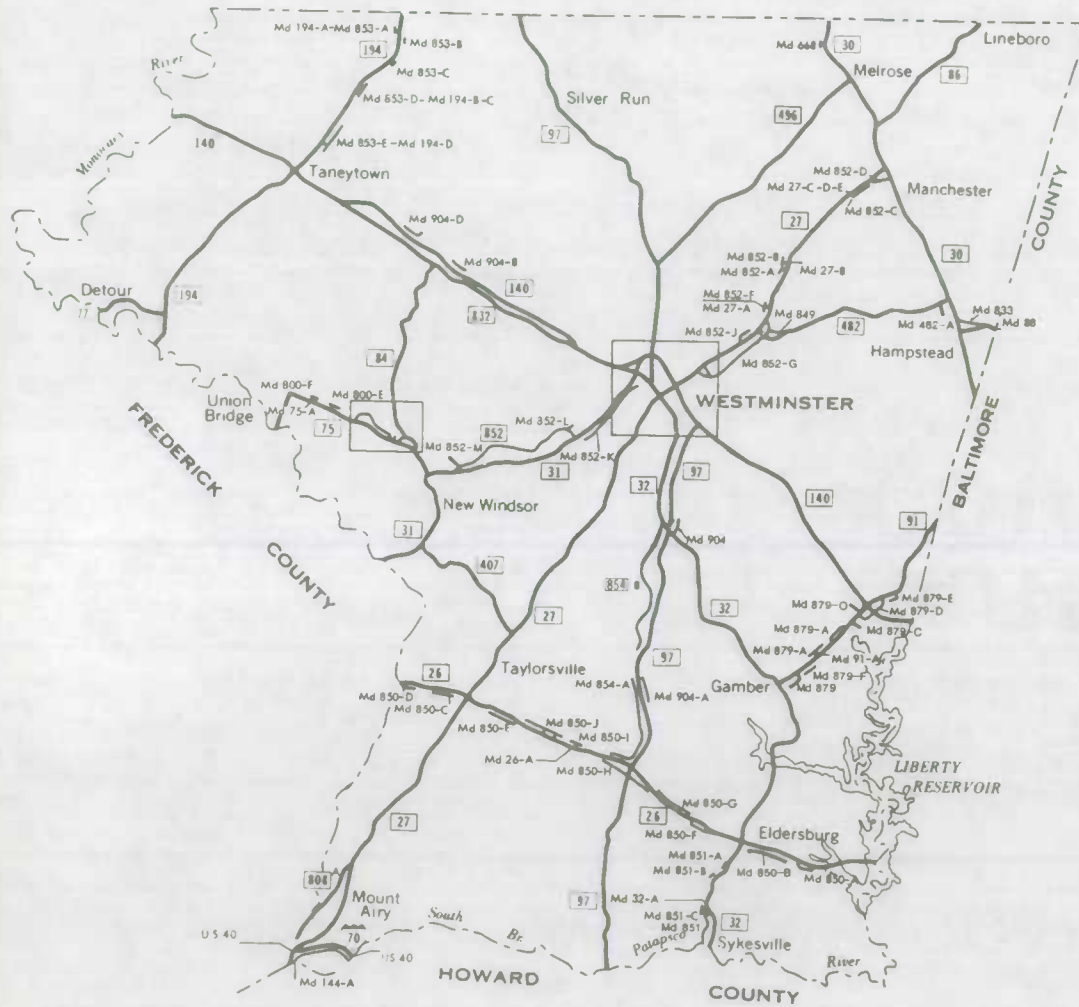 Md 194-A-Md 853-A
194
Md 853-B
Md 853-C
Md 853-D-Md 194-B-C
Md 853-E-Md 194-D
River
Monocacy
140
Taneytown
97
Silver Run
Md 668
30
Lineboro
Melrose
86
496
Md 852-D
Md 27-C-D-E
Manchester
Md 852-C
27
COUNTY
Md 852-B
Md 852-A
Md 27-B
30
Md 852-F
Md 27-A
Md 849
Md 833
Md 88
Md 482-A
482
Hampstead
Md 852-J
Md 852-G
Md 904-D
Md 904-B
140
832
Detour
77
194
84
Md 800-F
Md 800-E
Union
Bridge
Md 75-A
75
FREDERICK
COUNTY
WESTMINSTER
BALTIMORE
Md 852-L
852
Md 852-M
Md 852-K
31
New Windsor
31
407
32
97
140
91
Md 904
854
32
27
97
Md 879-E
Md 879-O
Md 879-D
Md 879-A
Md 879-C
Md 879-A
Md 91-A
Md 879-F
Md 879
Gamber
Taylorsville
26
Md 850-D
Md 850-C
Md 854-A
Md 904-A
Md 850-E
Md 850-J
Md 850-I
Md 26-A
Md 850-H
LIBERTY
RESERVOIR
Md 850-G
26
Md 850-F
Eldersburg
27
Md 851-A
Md 851-B
Md 850-B
Md 850-A
808
Mount
Airy
97
Md 32-A
Md 851-C
Md 851
32
Sykesville
South
Br.
Patapsco
River
70
US 40
US 40
Md 144-A
HOWARD
COUNTY